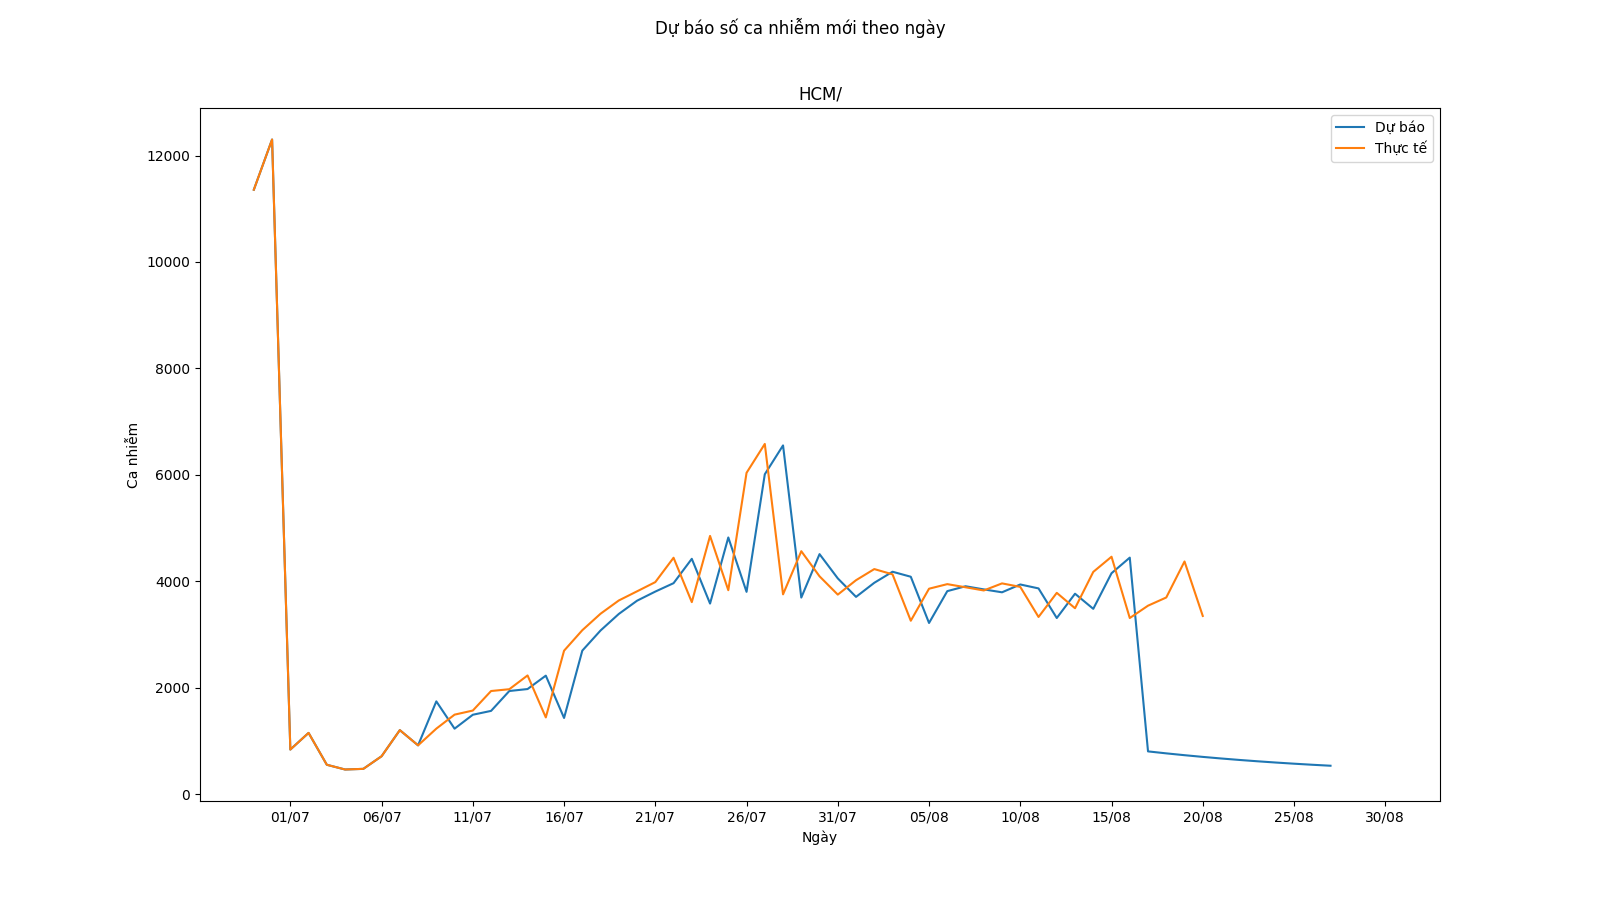 Dự báo số ca nhiễm mới theo ngày
HCM/
Dự báo
Thực tế
12000
10000
8000
6000
4000
2000
0
Ca nhiễm
01/07 06/07 11/07 16/07 21/07 26/07 31/07 05/08 10/08 15/08 20/08 25/08 30/08
Ngày